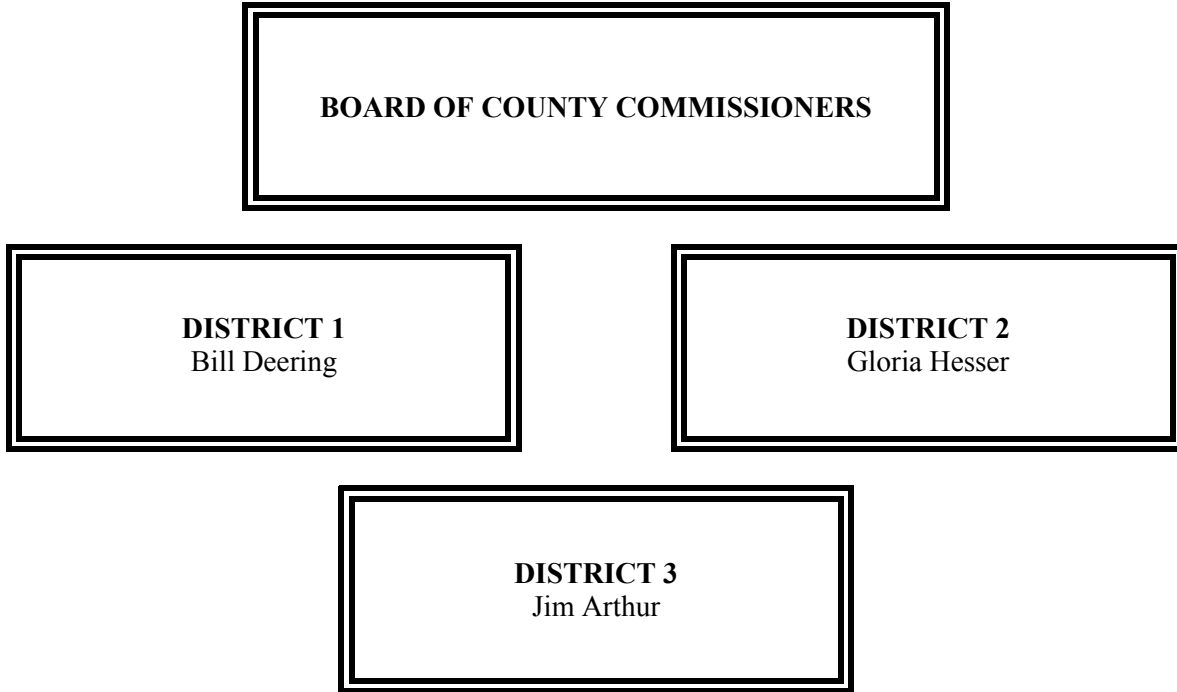 BOARD OF COUNTY COMMISSIONERS
DISTRICT 1
Bill Deering
DISTRICT 2
Gloria Hesser
DISTRICT 3
Jim Arthur